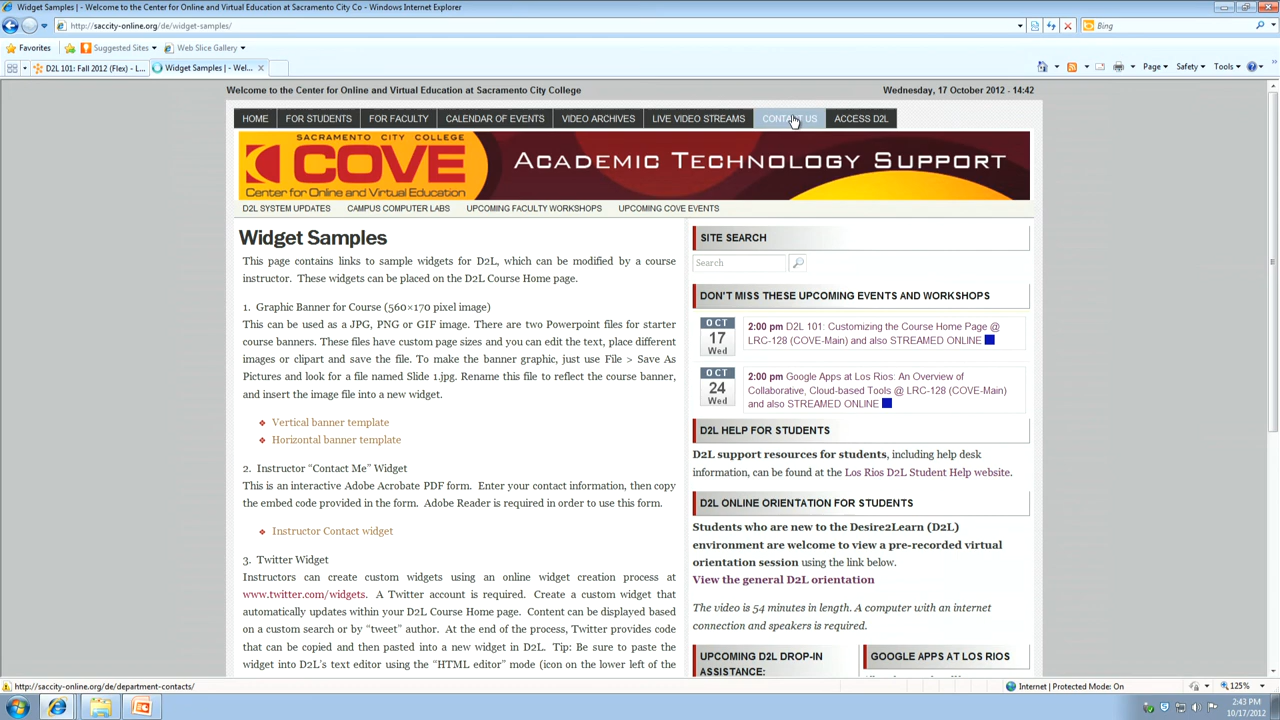 Widget Samples | - Welcome to the Center for Online and Virtual Education at Sacramento City Co - Windows Internet Explorer
http://saccity-online.org/de/widget-samples/
Bing
Favorites
Suggested Sites
Web Slice Gallery
D2L 101: Fall 2012 (Flex) - L...
Widget Samples | - Wel...
Page
Safety
Tools
Welcome to the Center for Online and Virtual Education at Sacramento City College
Wednesday, 17 October 2012 - 14:42
HOME
FOR STUDENTS
FOR FACULTY
CALENDAR OF EVENTS
VIDEO ARCHIVES
LIVE VIDEO STREAMS
CONTACT US
ACCESS D2L
SACRAMENTO CITY COLLEGE
COVE
Center for Online and Virtual Education
ACADEMIC TECHNOLOGY SUPPORT
D2L SYSTEM UPDATES
CAMPUS COMPUTER LABS
UPCOMING FACULTY WORKSHOPS
UPCOMING COVE EVENTS
Widget Samples
This page contains links to sample widgets for D2L, which can be modified by a course
instructor. These widgets can be placed on the D2L Course Home page.
1. Graphic Banner for Course (560×170 pixel image)
This can be used as a JPG, PNG or GIF image. There are two Powerpoint files for starter
course banners. These files have custom page sizes and you can edit the text, place different
images or clipart and save the file. To make the banner graphic, just use File > Save As
Pictures and look for a file named Slide 1.jpg. Rename this file to reflect the course banner,
and insert the image file into a new widget.
Vertical banner template
Horizontal banner template
2. Instructor “Contact Me” Widget
This is an interactive Adobe Acrobate PDF form. Enter your contact information, then copy
the embed code provided in the form. Adobe Reader is required in order to use this form.
Instructor Contact widget
3. Twitter Widget
Instructors can create custom widgets using an online widget creation process at
www.twitter.com/widgets. A Twitter account is required. Create a custom widget that
automatically updates within your D2L Course Home page. Content can be displayed based
on a custom search or by “tweet” author. At the end of the process, Twitter provides code
that can be copied and then pasted into a new widget in D2L. Tip: Be sure to paste the
widget into D2L’s text editor using the “HTML editor” mode (icon on the lower left of the
SITE SEARCH
Search
DON'T MISS THESE UPCOMING EVENTS AND WORKSHOPS
OCT
17
Wed
2:00 pm D2L 101: Customizing the Course Home Page @
LRC-128 (COVE-Main) and also STREAMED ONLINE
OCT
24
Wed
2:00 pm Google Apps at Los Rios: An Overview of
Collaborative, Cloud-based Tools @ LRC-128 (COVE-Main)
and also STREAMED ONLINE
D2L HELP FOR STUDENTS
D2L support resources for students, including help desk
information, can be found at the Los Rios D2L Student Help website.
D2L ONLINE ORIENTATION FOR STUDENTS
Students who are new to the Desire2Learn (D2L)
environment are welcome to view a pre-recorded virtual
orientation session using the link below.
View the general D2L orientation
The video is 54 minutes in length. A computer with an internet
connection and speakers is required.
UPCOMING D2L DROP-IN
ASSISTANCE:
GOOGLE APPS AT LOS RIOS
http://saccity-online.org/de/department-contacts/
Internet | Protected Mode: On
125%
2:43 PM
10/17/2012